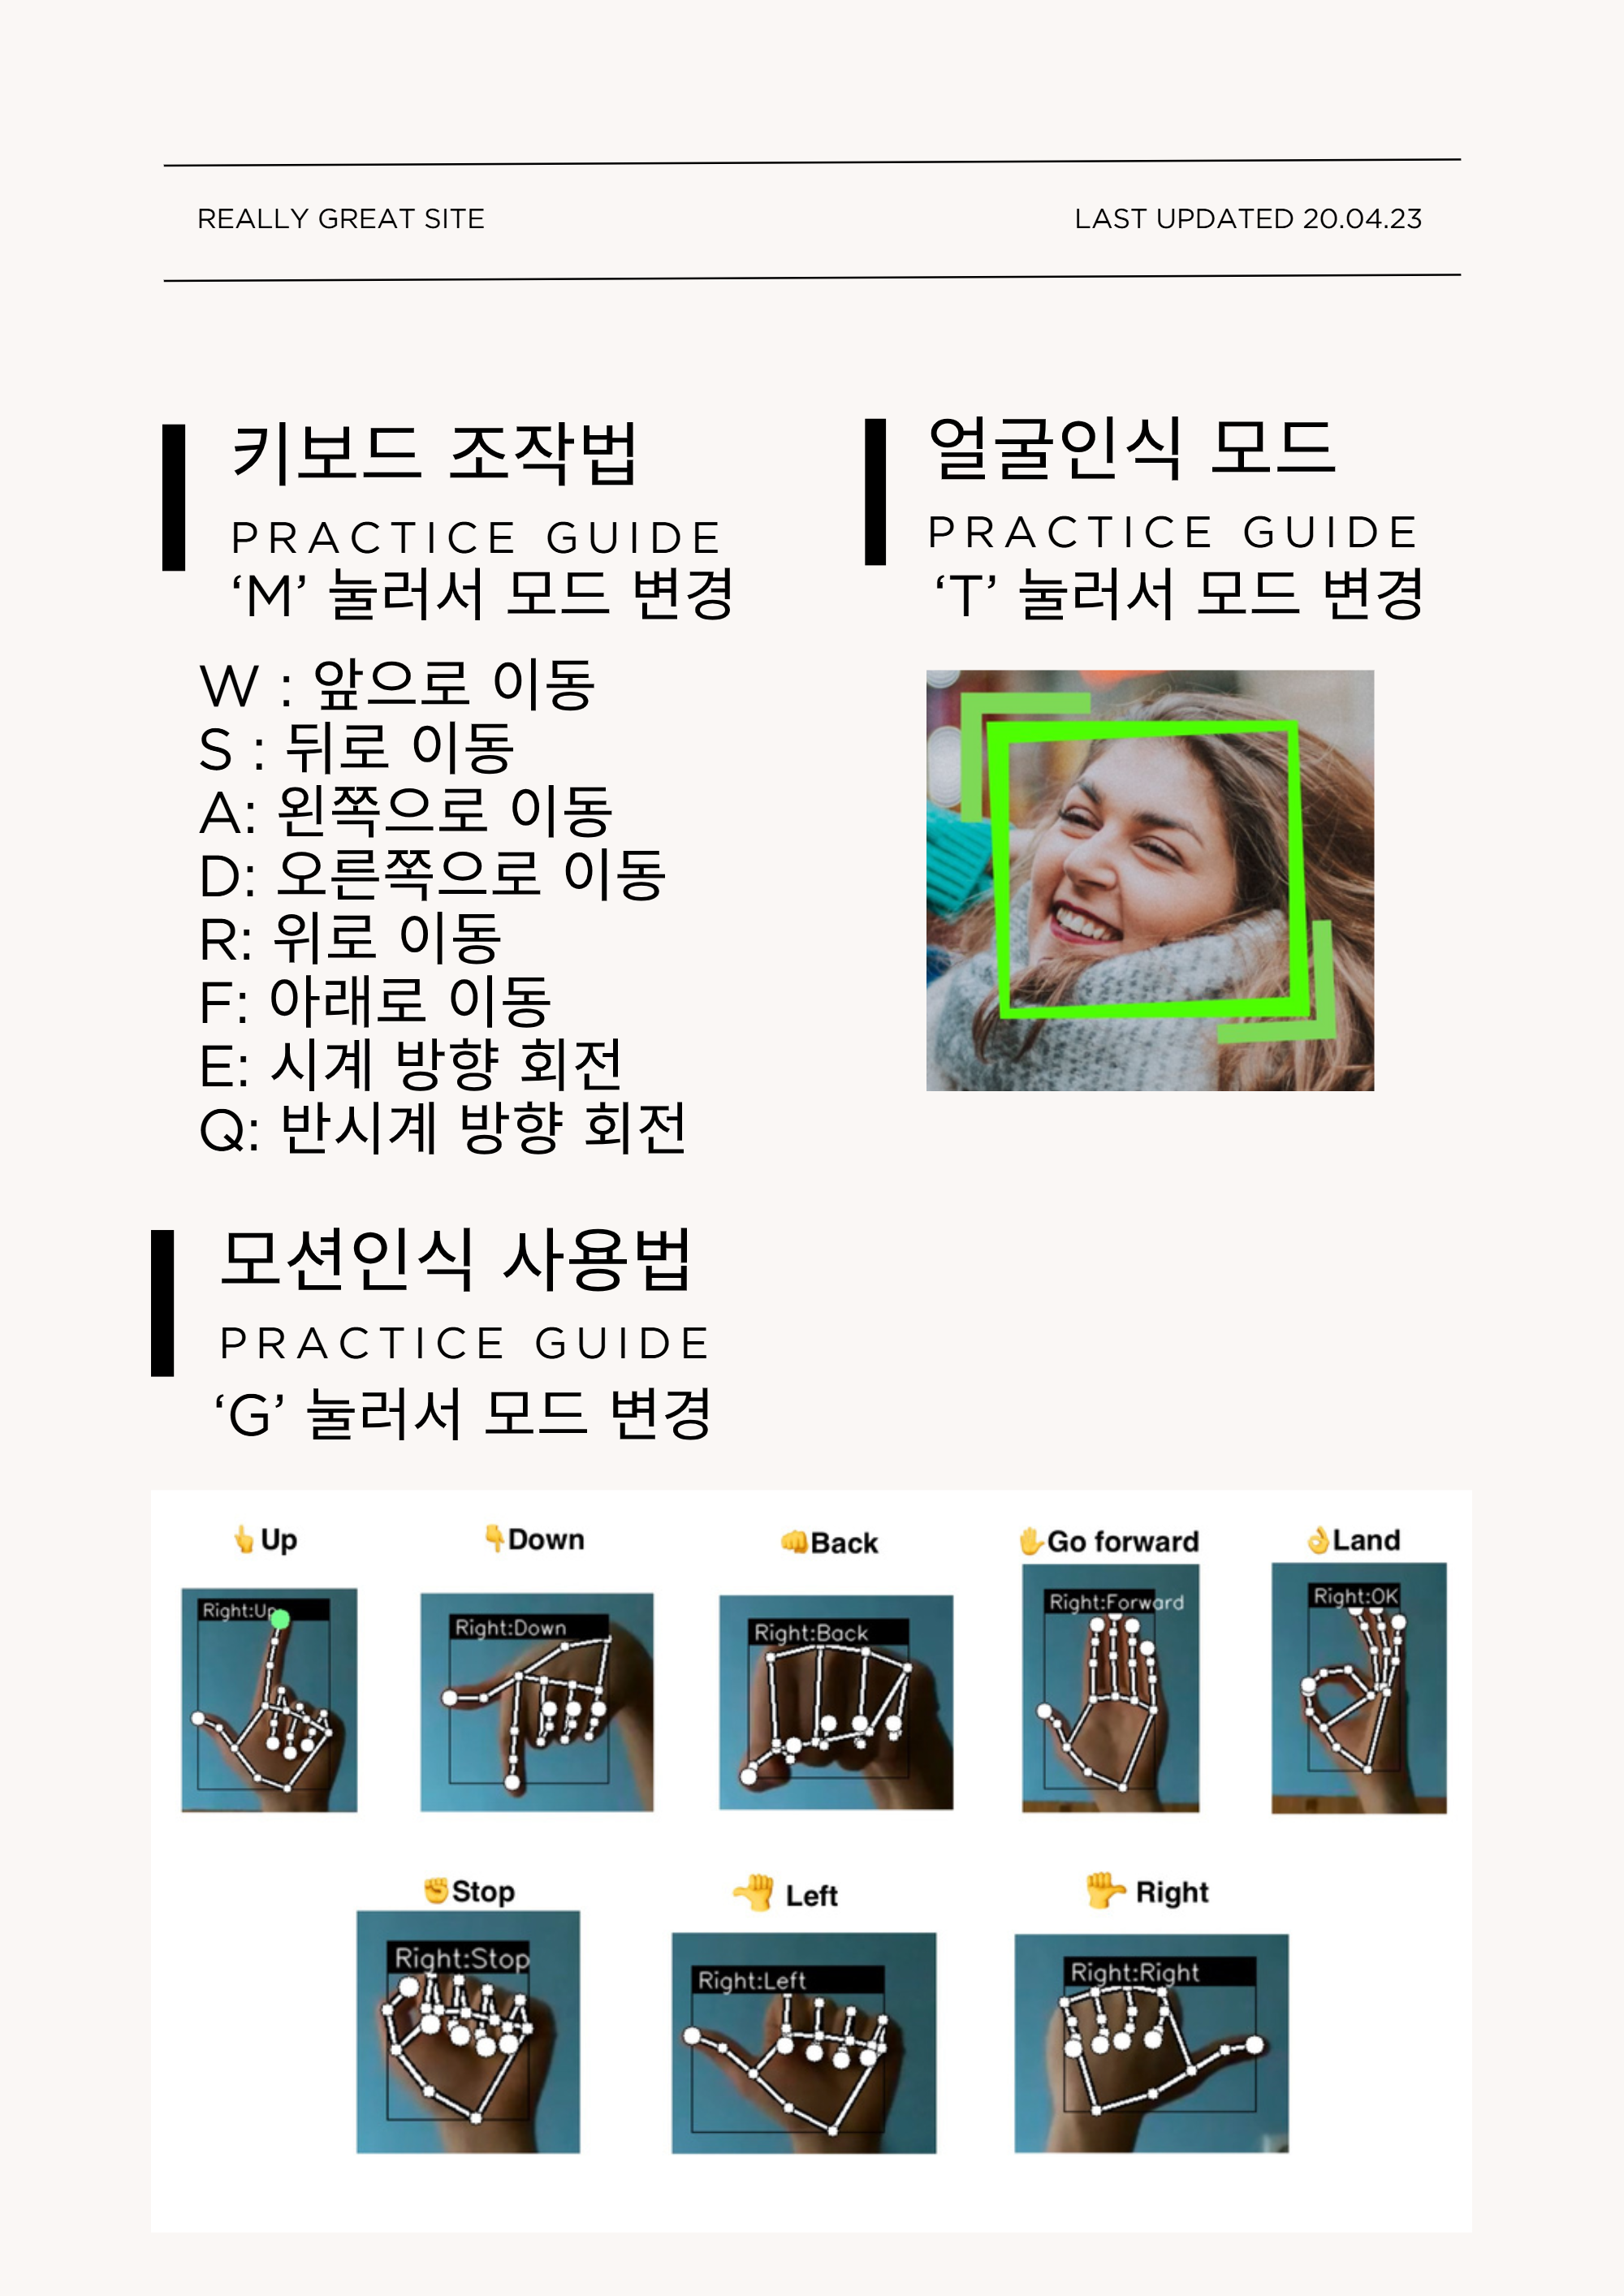 REALLY GREAT SITE
LAST UPDATED 20.04.23
키보드 조작법
PRACTICE GUIDE
‘M’ 눌러서 모드 변경
W : 앞으로 이동
S : 뒤로 이동
A: 왼쪽으로 이동
D: 오른쪽으로 이동
R: 위로 이동
F: 아래로 이동
E: 시계 방향 회전
Q: 반시계 방향 회전
얼굴인식 모드
PRACTICE GUIDE
‘T’ 눌러서 모드 변경
모션인식 사용법
PRACTICE GUIDE
‘G’ 눌러서 모드 변경
👆Up
👇Down
👊Back
✋Go forward
👌Land
Right:Up
Right:Down
Right:Back
Right:Forward
Right:OK
✊Stop
Left
Right
Right:Stop
Right:Left
Right:Right